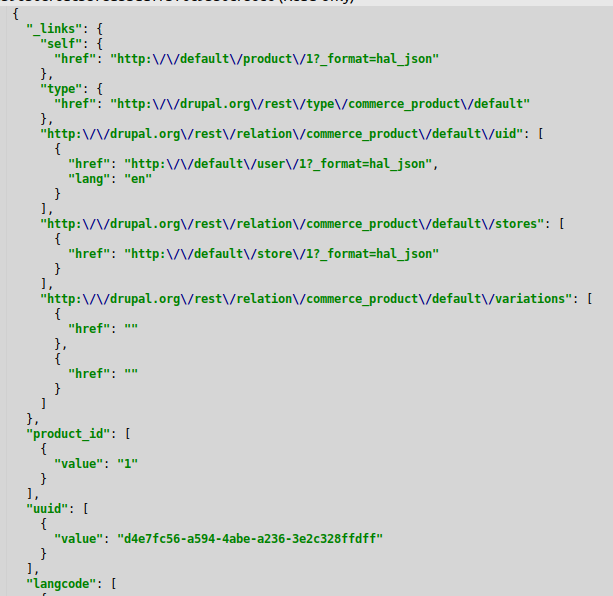 {
"_links": {
"self": {
"href": "http:\/\/default\/product\/1?_format=hal_json"
},
"type": {
"href": "http:\/\/drupal.org\/rest\/type\/commerce_product\/default"
},
"http:\/\/drupal.org\/rest\/relation\/commerce_product\/default\/uid": [
{
"href": "http:\/\/default\/user\/1?_format=hal_json",
"lang": "en"
}
],
"http:\/\/drupal.org\/rest\/relation\/commerce_product\/default\/stores": [
{
"href": "http:\/\/default\/store\/1?_format=hal_json"
}
],
"http:\/\/drupal.org\/rest\/relation\/commerce_product\/default\/variations": [
{
"href": ""
},
{
"href": ""
}
]
},
"product_id": [
{
"value": "1"
}
],
"uuid": [
{
"value": "d4e7fc56-a594-4abe-a236-3e2c328ffdff"
}
],
"langcode": [